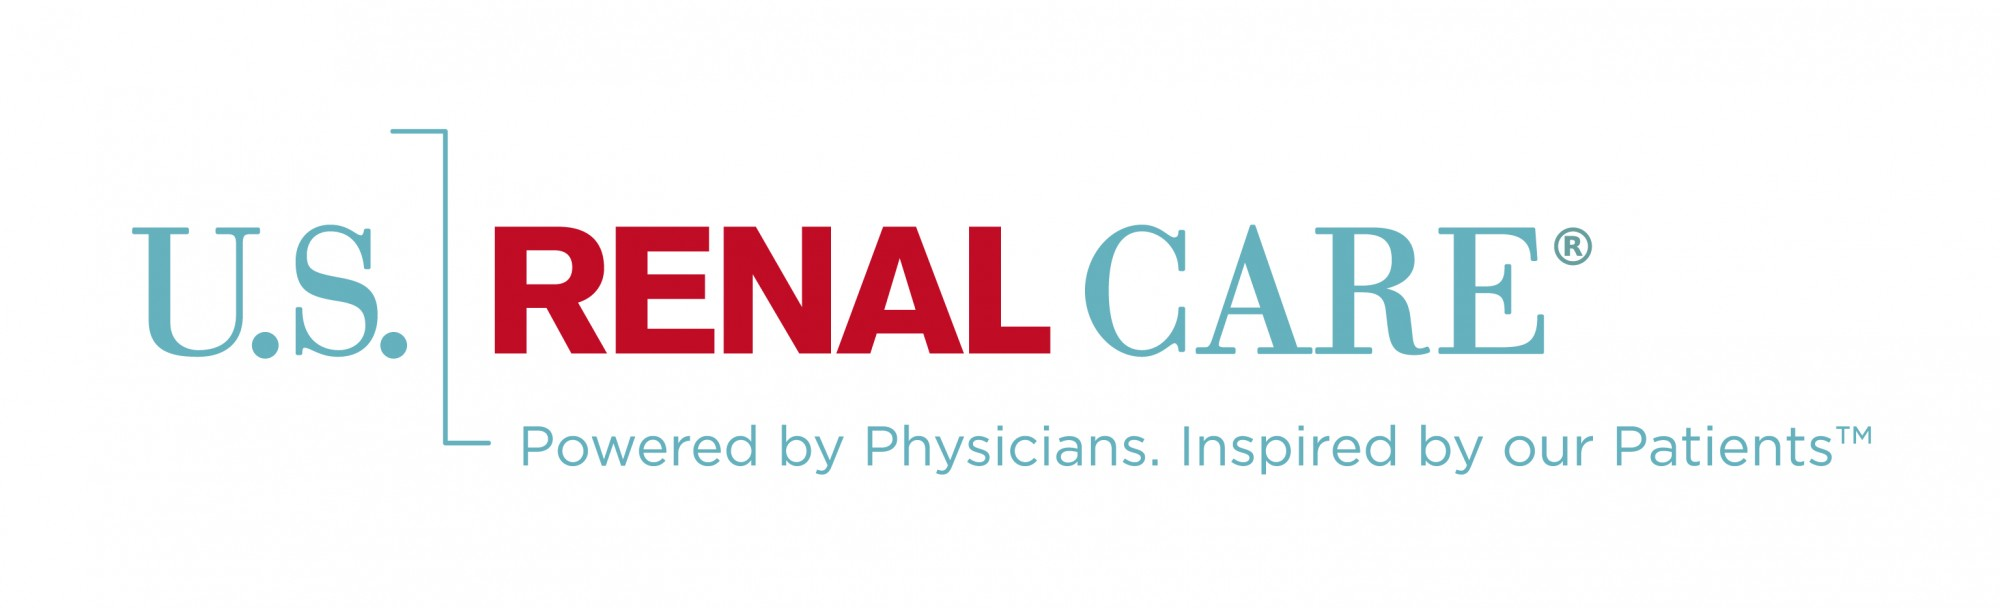 U.S. RENAL CARE®
Powered by Physicians. Inspired by our Patients™